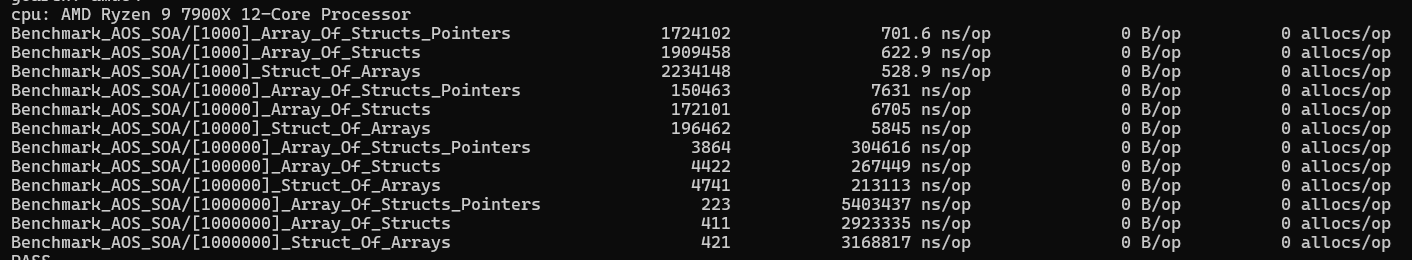 cpu: AMD Ryzen 9 7900X 12-Core Processor
Benchmark_AOS_SOA/[1000]_Array_Of_Structs_Pointers 1724102 701.6 ns/op 0 B/op 0 allocs/op
Benchmark_AOS_SOA/[1000]_Array_Of_Structs 1909458 622.9 ns/op 0 B/op 0 allocs/op
Benchmark_AOS_SOA/[1000]_Struct_Of_Arrays 2234148 528.9 ns/op 0 B/op 0 allocs/op
Benchmark_AOS_SOA/[10000]_Array_Of_Structs_Pointers 150463 7631 ns/op 0 B/op 0 allocs/op
Benchmark_AOS_SOA/[10000]_Array_Of_Structs 172101 6705 ns/op 0 B/op 0 allocs/op
Benchmark_AOS_SOA/[10000]_Struct_Of_Arrays 196462 5845 ns/op 0 B/op 0 allocs/op
Benchmark_AOS_SOA/[100000]_Array_Of_Structs_Pointers 3864 304616 ns/op 0 B/op 0 allocs/op
Benchmark_AOS_SOA/[100000]_Array_Of_Structs 4422 267449 ns/op 0 B/op 0 allocs/op
Benchmark_AOS_SOA/[100000]_Struct_Of_Arrays 4741 213113 ns/op 0 B/op 0 allocs/op
Benchmark_AOS_SOA/[1000000]_Array_Of_Structs_Pointers 223 5403437 ns/op 0 B/op 0 allocs/op
Benchmark_AOS_SOA/[1000000]_Array_Of_Structs 411 2923335 ns/op 0 B/op 0 allocs/op
Benchmark_AOS_SOA/[1000000]_Struct_Of_Arrays 421 3168817 ns/op 0 B/op 0 allocs/op
PASS